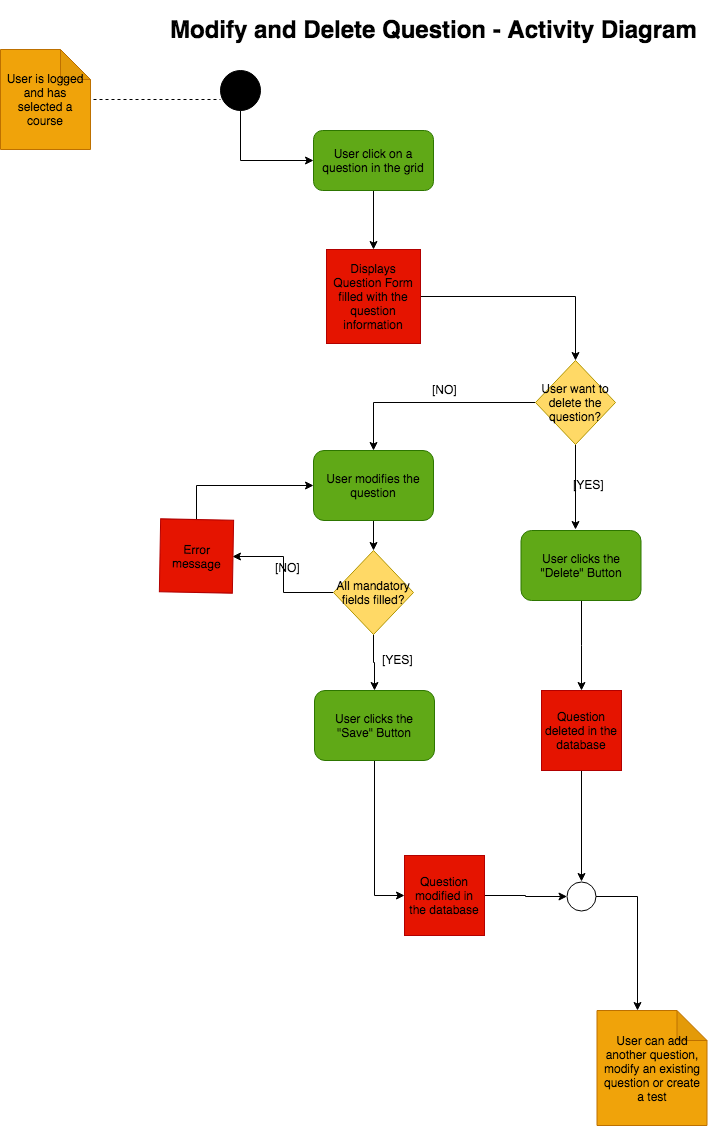 Modify and Delete Question - Activity Diagram
User is logged
and has
selected a
course
User click on a
question in the grid
Displays
Question Form
filled with the
question
information
User want to
delete the
question?
[NO]
[YES]
User modifies the
question
Error
message
[NO]
All mandatory
fields filled?
User clicks the
"Delete" Button
[YES]
User clicks the
"Save" Button
Question
deleted in the
database
Question
modified in
the database
User can add
another question,
modify an existing
question or create
a test